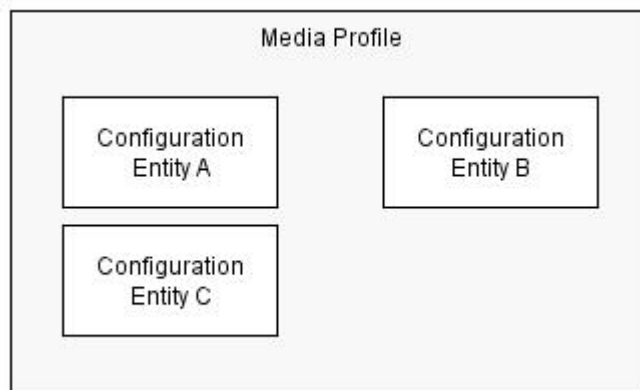 Media Profile
Configuration
Entity A
Configuration
Entity B
Configuration
Entity C